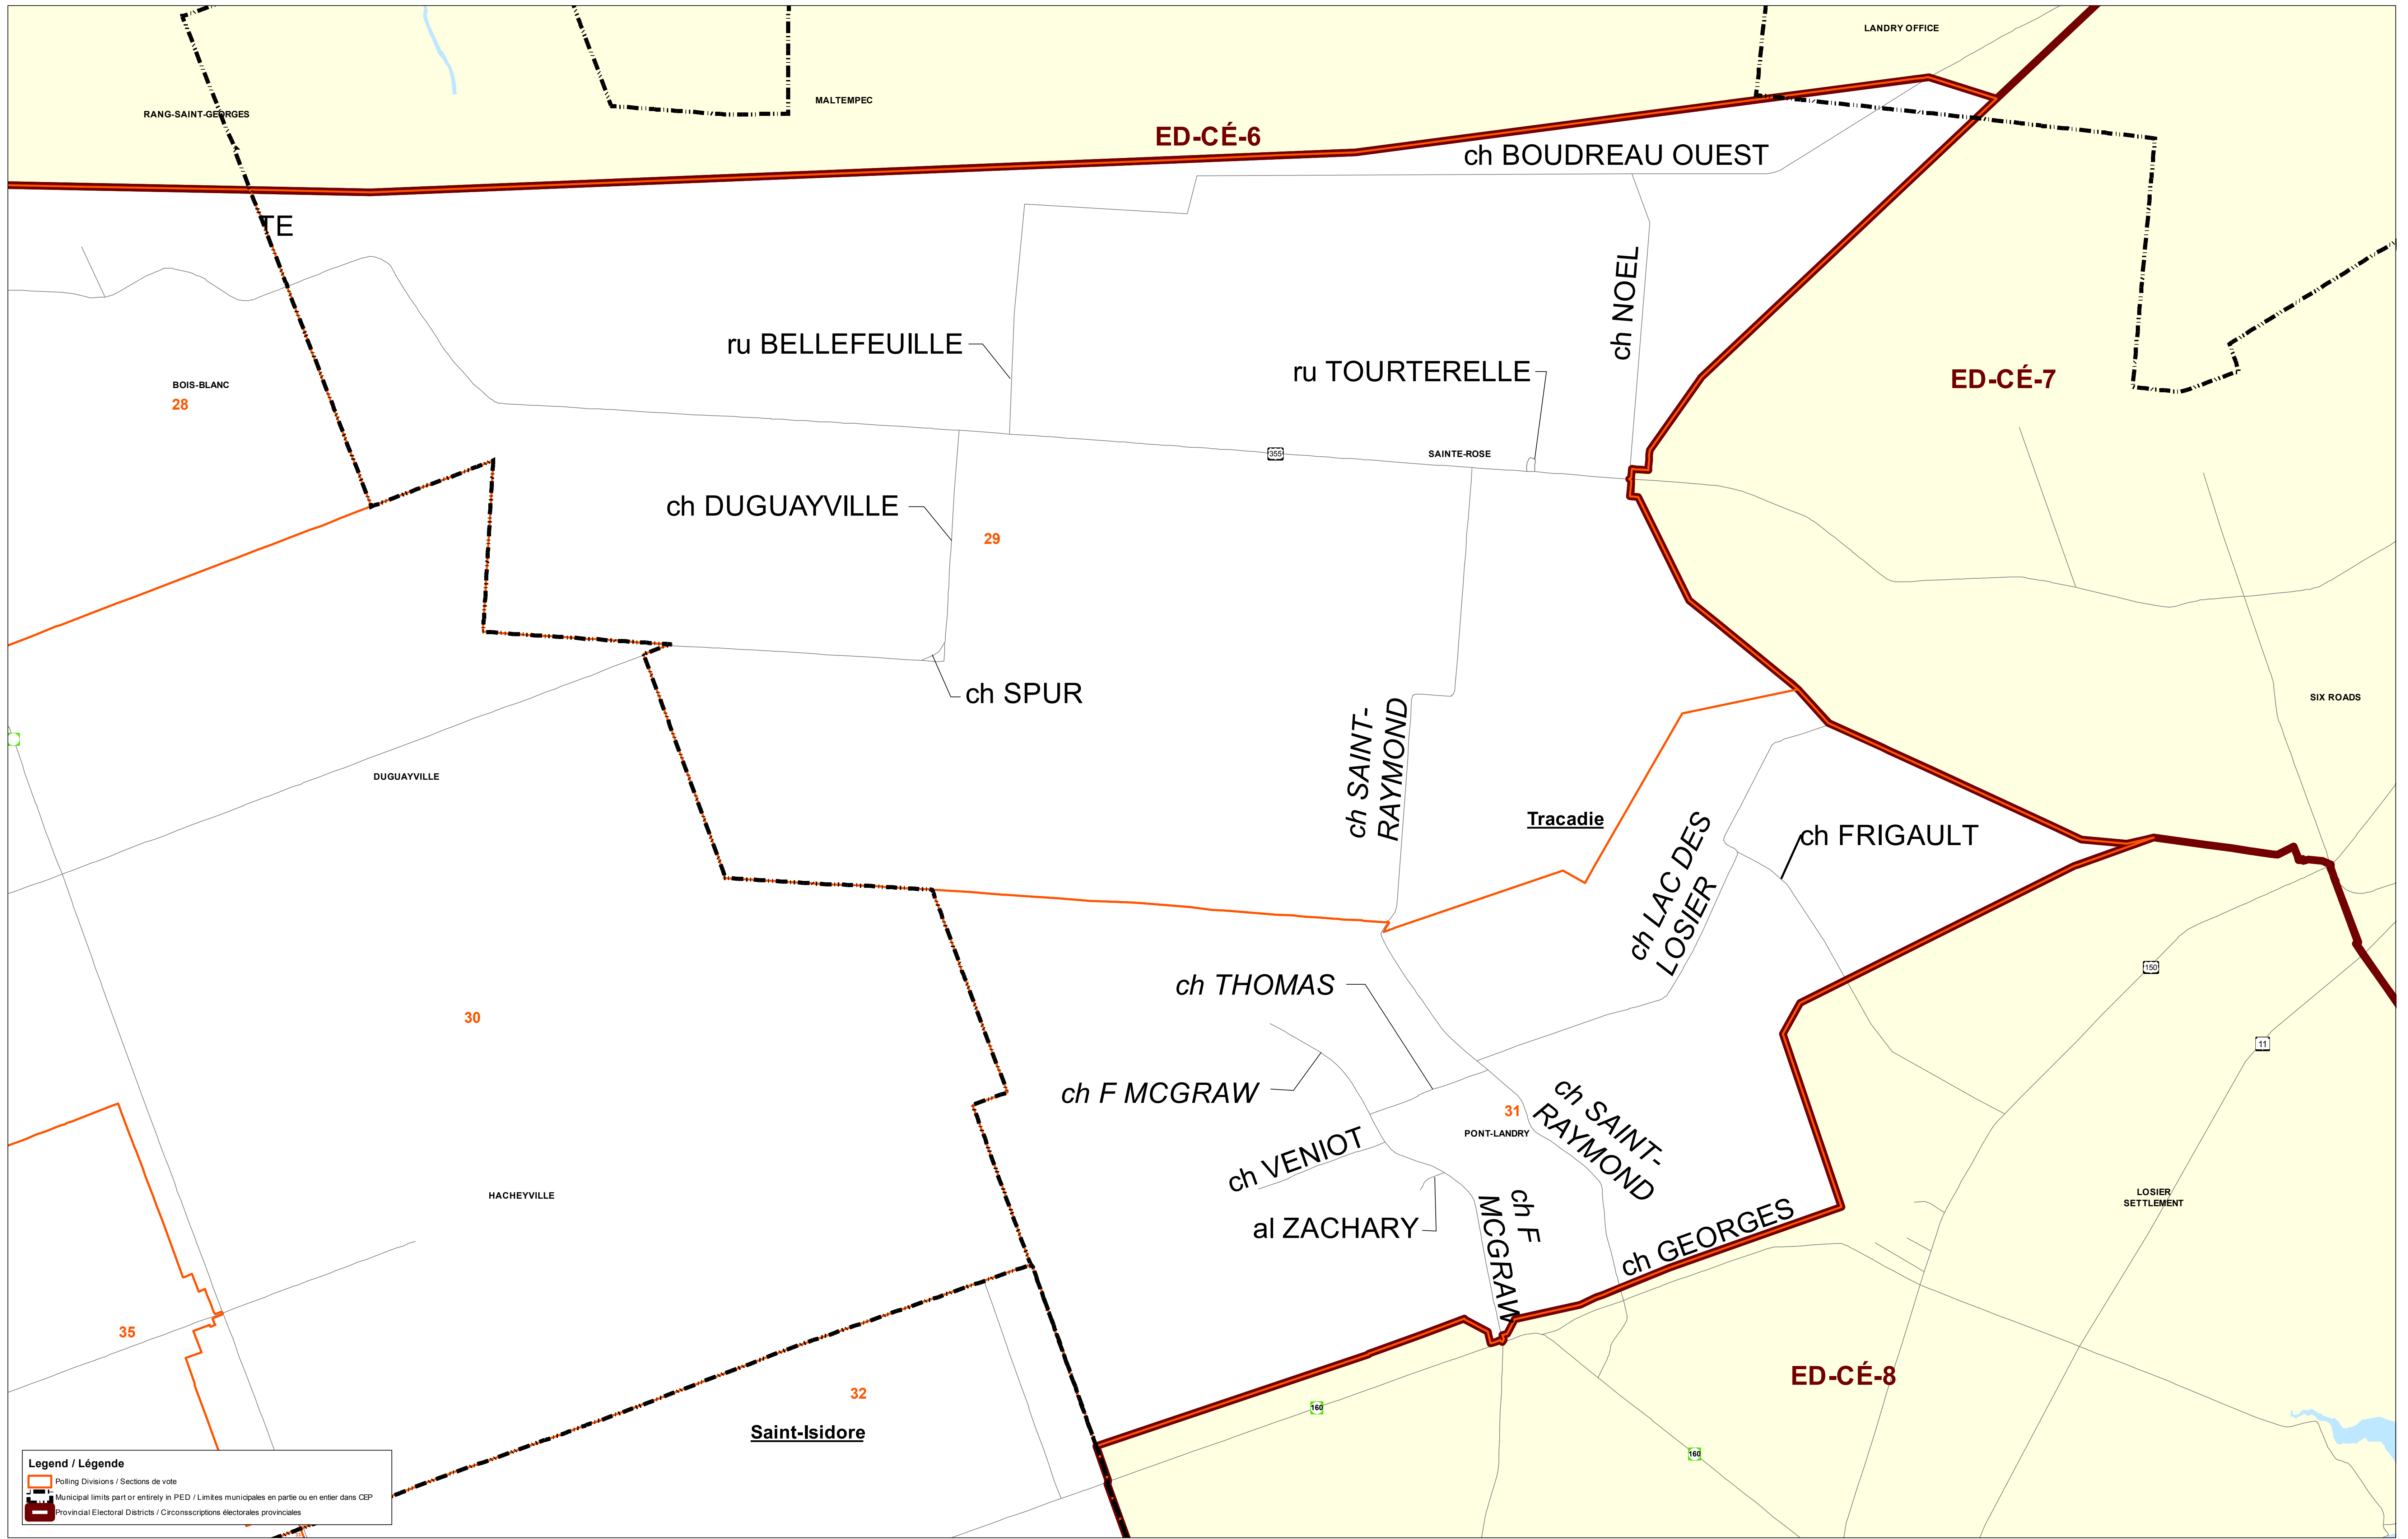 LANDRY OFFICE
RANG-SAINT-GEORGES
MALTEMPEC
ED-CÉ-6
ch BOUDREAU OUEST
TE
ch NOEL
ru BELLEFEUILLE
ru TOURTERELLE
ED-CÉ-7
BOIS-BLANC
28
355
SAINTE-ROSE
ch DUGUAYVILLE
29
ch SPUR
SIX ROADS
ch SAINT-
RAYMOND
DUGUAYVILLE
Tracadie
ch FRIGAULT
ch LAC DES
LOSIER
150
ch THOMAS
30
11
ch F MCGRAW
31
PONT-LANDRY
ch SAINT-
RAYMOND
ch VENIOT
HACHEYVILLE
LOSIER
SETTLEMENT
al ZACHARY
ch F
MCGRAW
ch GEORGES
35
ED-CÉ-8
32
160
Saint-Isidore
160
Legend / Légende
Polling Divisions / Sections de vote
Municipal limits part or entirely in PED / Limites municipales en partie ou en entier dans CEP
Provincial Electoral Districts / Circonsscriptions électorales provinciales